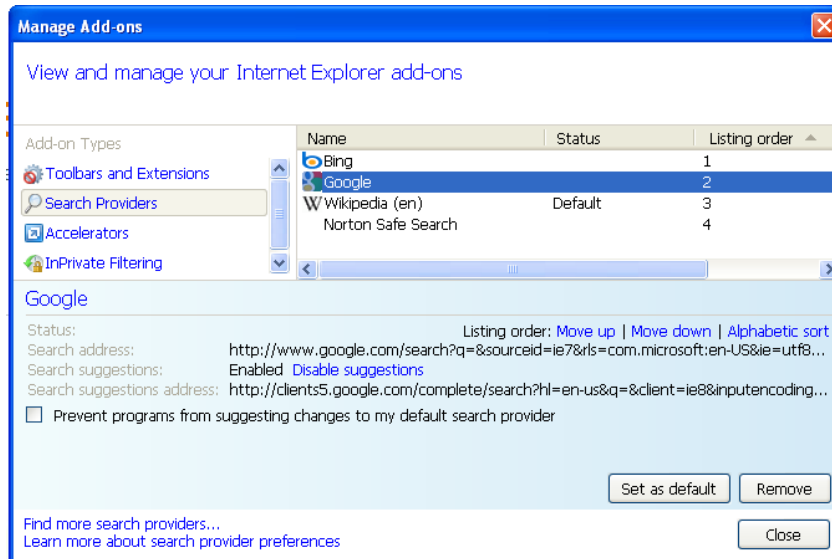 Manage Add-ons
View and manage your Internet Explorer add-ons
Add-on Types
Toolbars and Extensions
Search Providers
Accelerators
InPrivate Filtering
Name Status Listing order
Bing 1
Google 2
Wikipedia (en) Default 3
Norton Safe Search 4
Google
Status: Listing order: Move up | Move down | Alphabetic sort
Search address: http://www.google.com/search?q=&sourceid=ie7&rls=com.microsoft:en-US&ie=utf8...
Search suggestions: Enabled Disable suggestions
Search suggestions address: http://clients5.google.com/complete/search?hl=en-us&q=&client=ie8&inputencoding...
Prevent programs from suggesting changes to my default search provider
Set as default Remove
Find more search providers...
Learn more about search provider preferences
Close